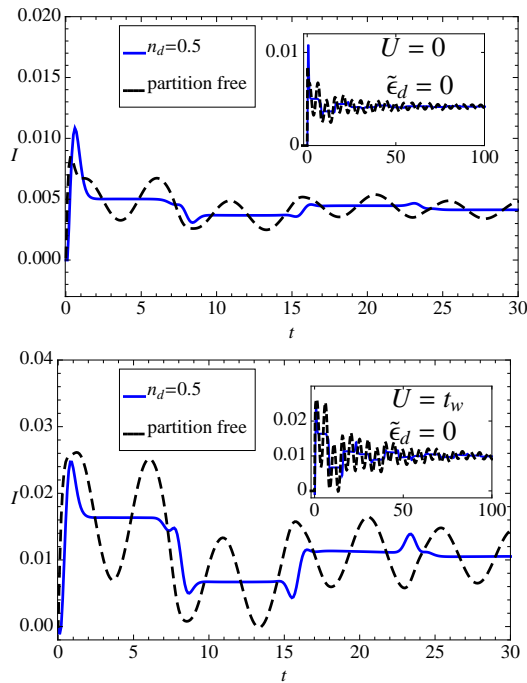 0.020
0.015
0.010
I
0.005
0.000
n_d=0.5
partition free
0.01
0
U = 0
ε̃_d = 0
0 50 100
0 5 10 15 20 25 30
t
0.04
0.03
0.02
I
0.01
0.00
n_d=0.5
partition free
0.02
0.01
0
U = t_w
ε̃_d = 0
0 50 100
0 5 10 15 20 25 30
t